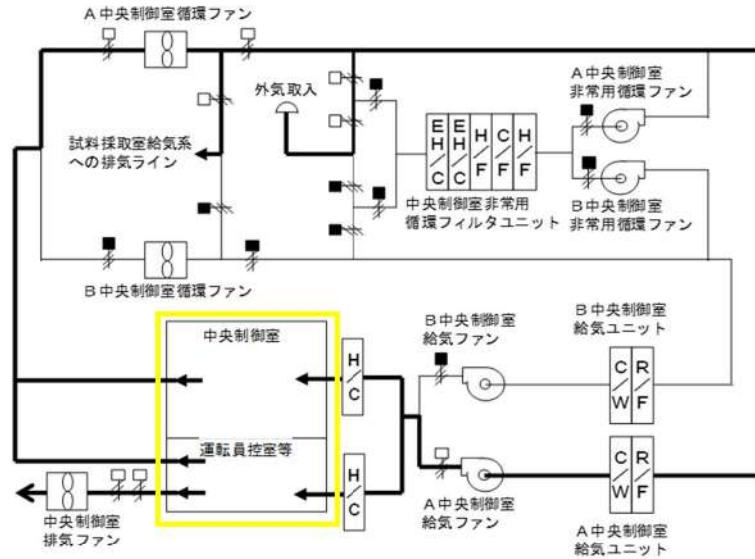 A中央制御室循環ファン
外気取入
A中央制御室
非常用循環ファン
試料採取室給気系
への排気ライン
EH/C
EH/C
H/F
C/F
H/F
中央制御室非常用
循環フィルタユニット
B中央制御室
非常用循環ファン
B中央制御室循環ファン
中央制御室
H/C
B中央制御室
給気ファン
B中央制御室
給気ユニット
C/W
R/F
運転員控室等
H/C
中央制御室
排気ファン
A中央制御室
給気ファン
C/W
R/F
A中央制御室
給気ユニット